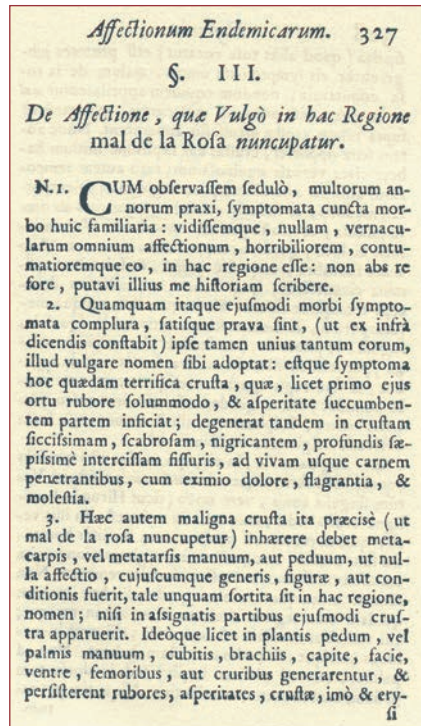 Affectionum Endemicarum. 327
§. III.
De Affectione, quæ Vulgò in hac Regione
mal de la Rosa nuncupatur.
N. 1. CUM observassem sedulò, multorum an-
norum praxi, symptomata cuncta mor-
bo huic familiaria: vidissemque, nullam, vernacu-
larum omnium affectionum, horribiliorem, contu-
matioremque eo, in hac regione esse: non abs re
fore, putavi illius me historiam scribere.
2. Quamquam itaque ejusmodi morbi sympto-
mata complura, satisque prava sint, (ut ex infrà
dicendis constabit) ipse tamen unius tantum eorum,
illud vulgare nomen sibi adoptat: estque symptoma
hoc quædam terrifica crusta, quæ, licet primo ejus
ortu rubore solummodo, & asperitate succumben-
tem partem inficiat; degenerat tandem in crustam
siccissimam, scabrosam, nigricantem, profundis sæ-
pissimè intercissam fissuris, ad vivam usque carnem
penetrantibus, cum eximio dolore, flagrantia, &
molestia.
3. Hæc autem maligna crusta ita præcisè (ut
mal de la rosa nuncupetur) inhærere debet meta-
carpis, vel metatarsis manuum, aut peduum, ut nul-
la affectio, cujuscumque generis, figuræ, aut con-
ditionis fuerit, tale unquam sortita sit in hac regione,
nomen; nisi in assignatis partibus ejusmodi crus-
tra apparuerit. Ideòque licet in plantis pedum, vel
palmis manuum, cubitis, brachiis, capite, facie,
ventre, femoribus, aut cruribus generarentur, &
persisterent rubores, asperitates, crustæ, imò & ery-
si